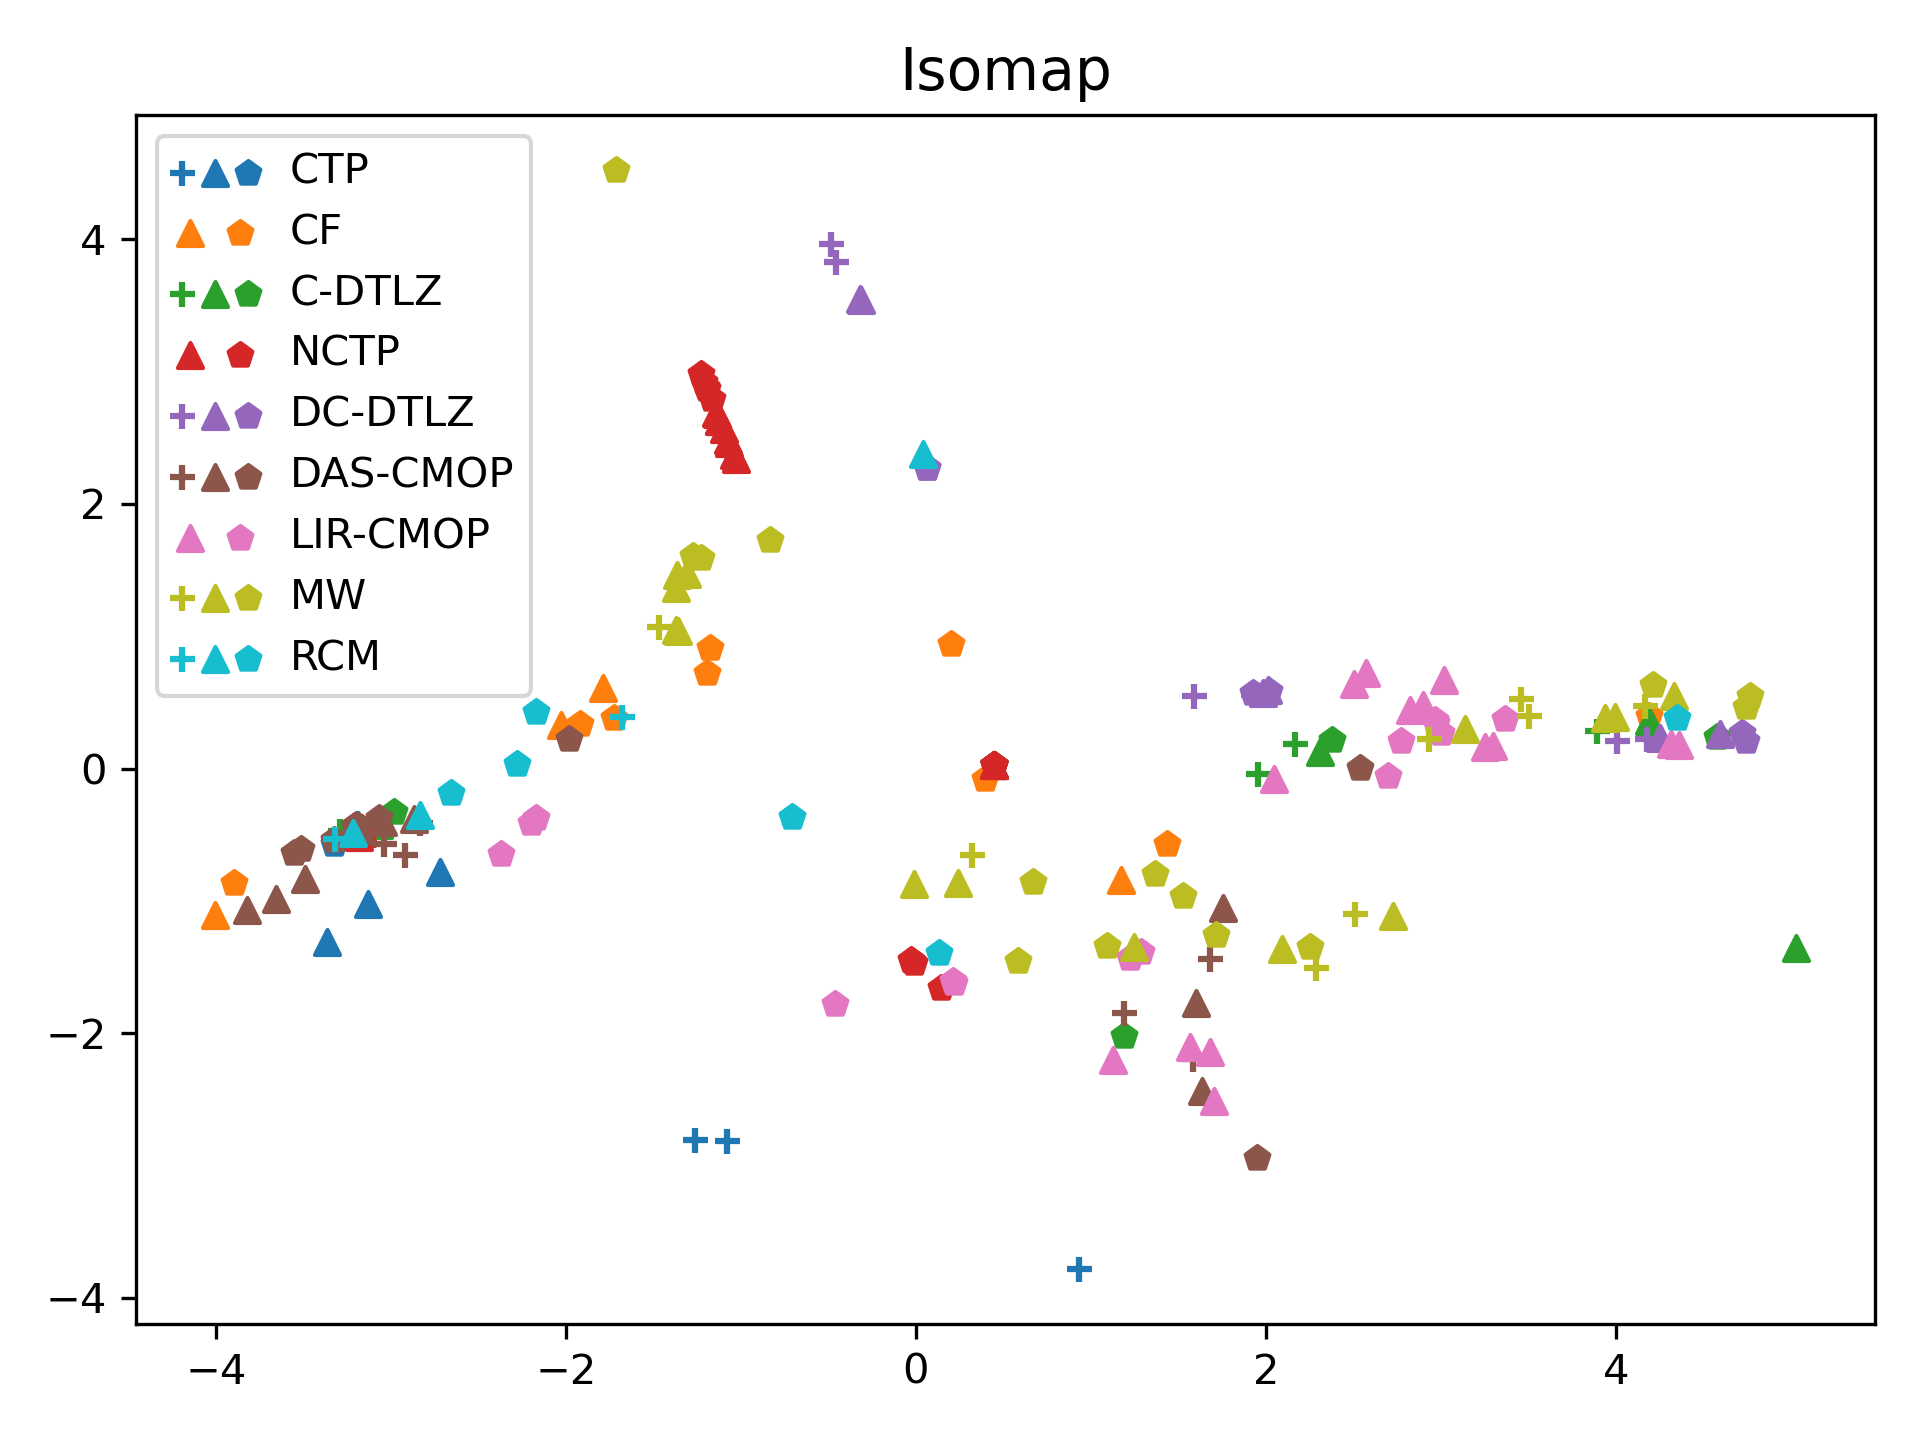 Isomap
CTP
CF
C-DTLZ
NCTP
DC-DTLZ
DAS-CMOP
LIR-CMOP
MW
RCM
4
2
0
−2
−4
−4 −2 0 2 4